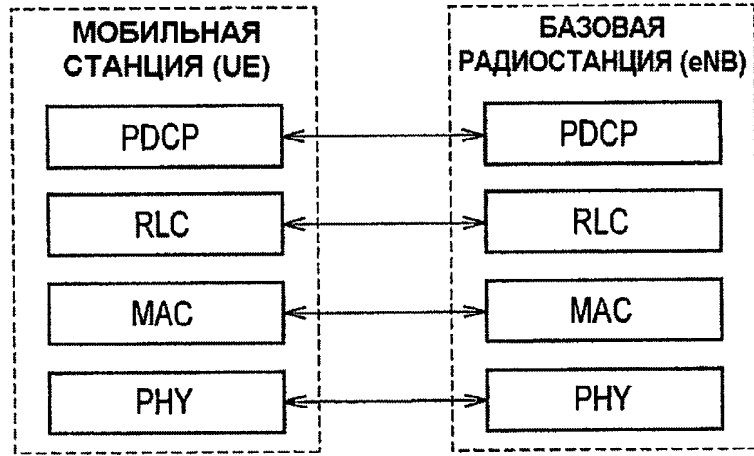 МОБИЛЬНАЯ
СТАНЦИЯ (UE)
PDCP
RLC
MAC
PHY
БАЗОВАЯ
РАДИОСТАНЦИЯ (eNB)
PDCP
RLC
MAC
PHY